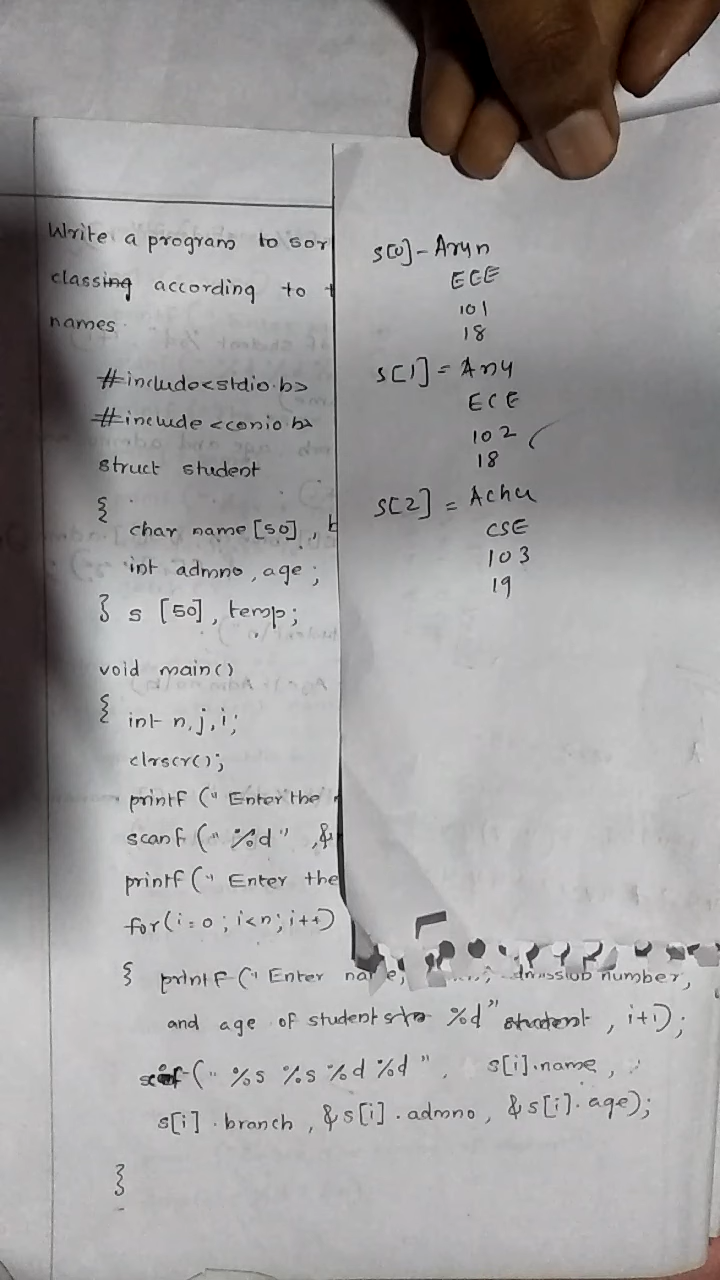 Write a program to sor
classing according to t
names
#include<stdio.h>
#include <conio.h>
struct student
{
char name [50] , b
int admno , age ;
} s [50] , temp;
void main()
{ int n, j, i;
clrscr();
printf (" Enter the
scanf (" %d " , &
printf (" Enter the
for(i=0 ; i<n; i++)
{ printf (" Enter name, number,
and age of student %d" student , i+1);
scanf (" %s %s %d %d " , s[i].name ,
s[i] . branch , & s[i] . admno , & s[i] . age);
}
s[0] - Arun
ECE
101
18
s[1] = Anu
ECE
102
18
s[2] = Achu
CSE
103
19